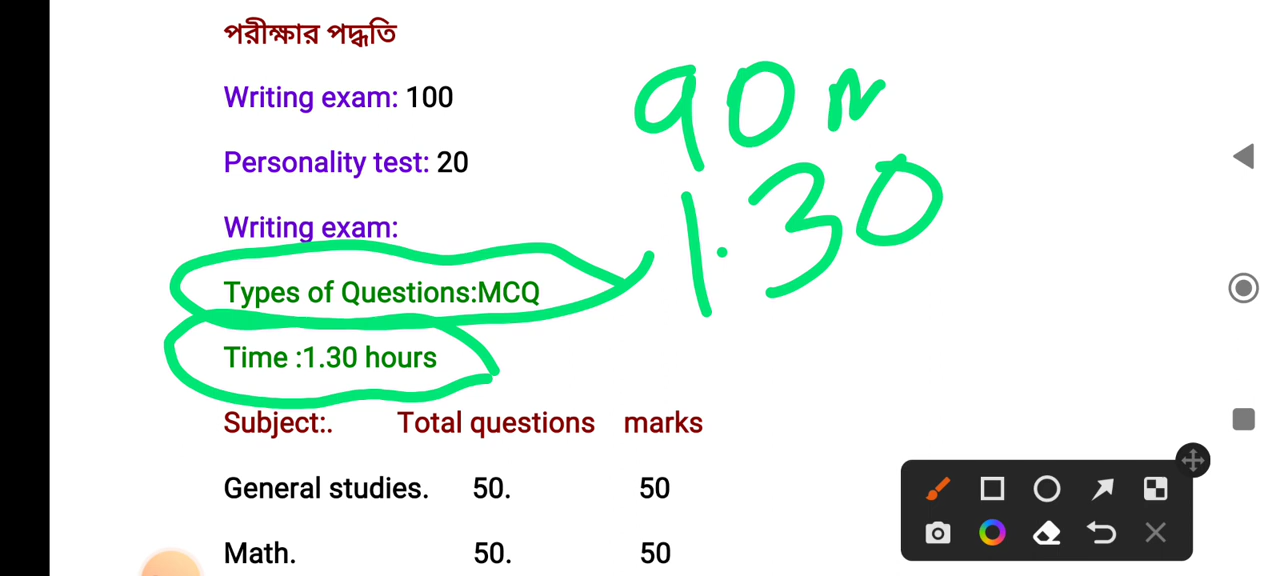 পরীক্ষার পদ্ধতি
Writing exam: 100
90 m
Personality test: 20
1.30
Writing exam:
Types of Questions:MCQ
Time :1.30 hours
Subject:. Total questions marks
General studies. 50. 50
Math. 50. 50